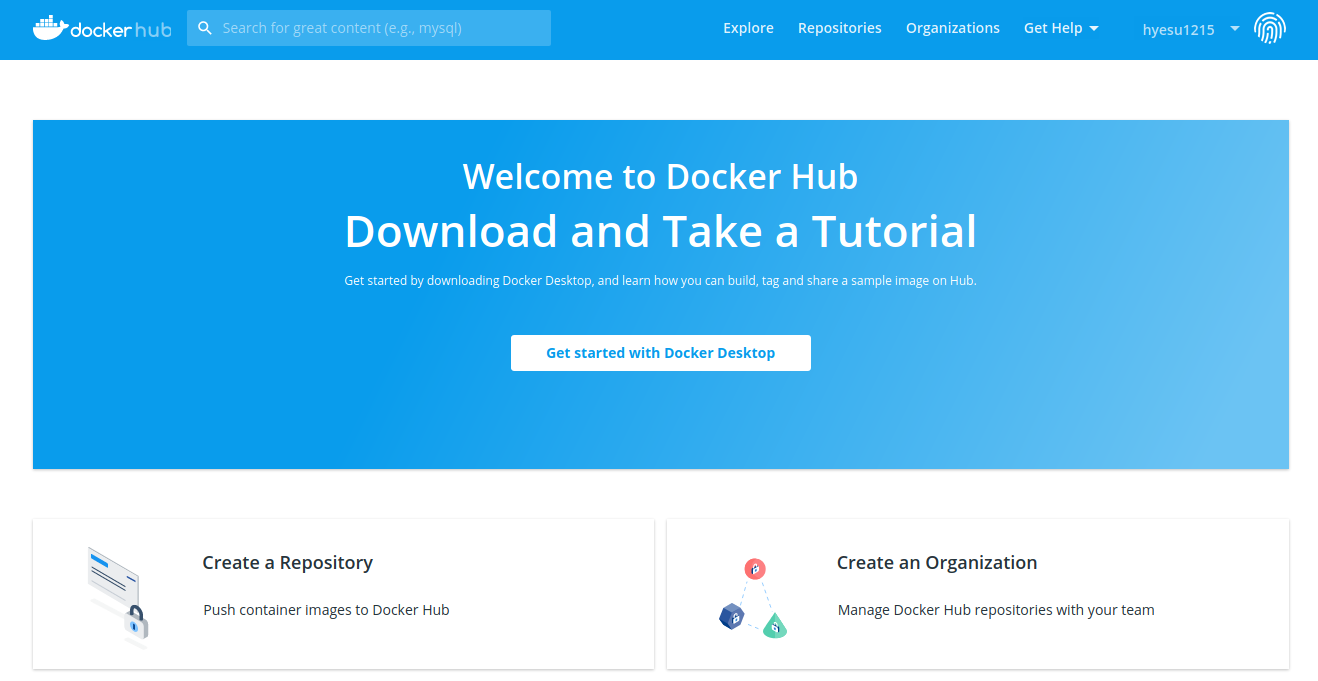 docker hub
Search for great content (e.g., mysql)
Explore
Repositories
Organizations
Get Help
hyesu1215
Welcome to Docker Hub
Download and Take a Tutorial
Get started by downloading Docker Desktop, and learn how you can build, tag and share a sample image on Hub.
Get started with Docker Desktop
Create a Repository
Push container images to Docker Hub
Create an Organization
Manage Docker Hub repositories with your team